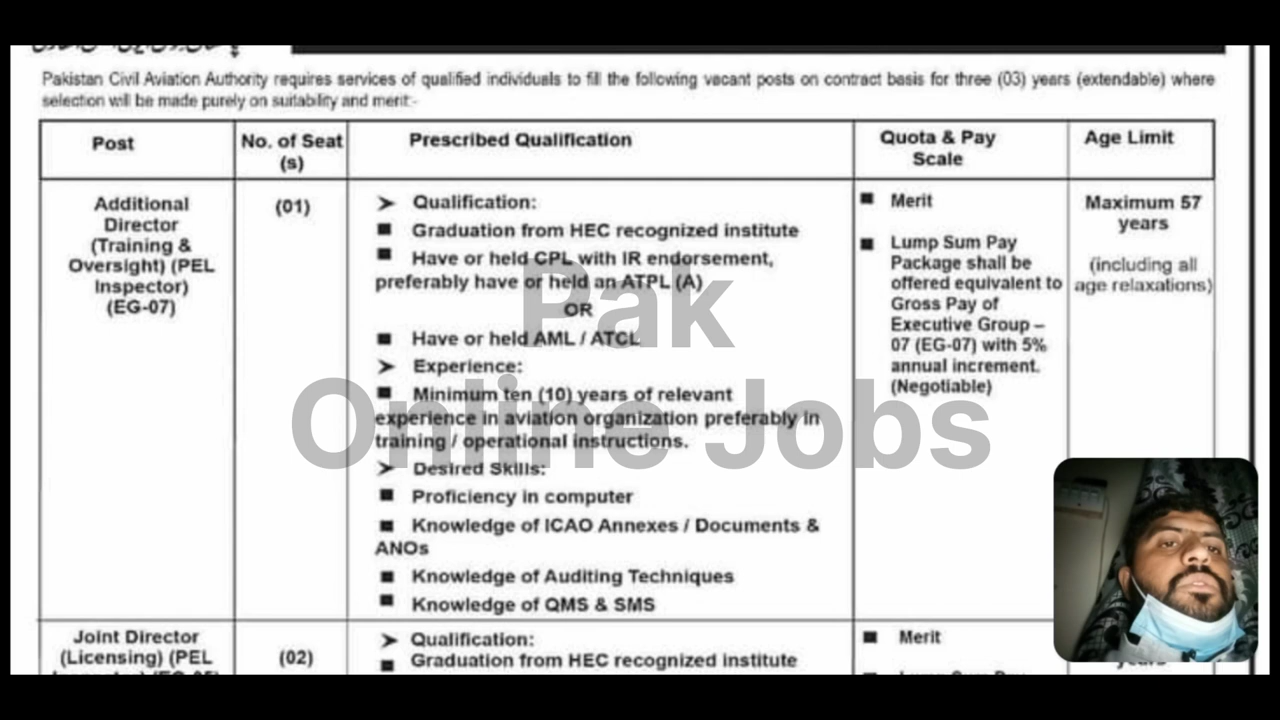 Pakistan Civil Aviation Authority requires services of qualified individuals to fill the following vacant posts on contract basis for three (03) years (extendable) where
selection will be made purely on suitability and merit:-
Post
No. of Seat
(s)
Prescribed Qualification
Quota & Pay
Scale
Age Limit
Additional
Director
(Training &
Oversight) (PEL
Inspector)
(EG-07)
(01)
➤ Qualification:
■ Graduation from HEC recognized institute
■ Have or held CPL with IR endorsement,
preferably have or held an ATPL (A)
OR
■ Have or held AML / ATCL
➤ Experience:
■ Minimum ten (10) years of relevant
experience in aviation organization preferably in
training / operational instructions.
➤ Desired Skills:
■ Proficiency in computer
■ Knowledge of ICAO Annexes / Documents &
ANOs
■ Knowledge of Auditing Techniques
■ Knowledge of QMS & SMS
■ Merit
■ Lump Sum Pay
Package shall be
offered equivalent to
Gross Pay of
Executive Group –
07 (EG-07) with 5%
annual increment.
(Negotiable)
Maximum 57
years
(including all
age relaxations)
Joint Director
(Licensing) (PEL
(02)
➤ Qualification:
■ Graduation from HEC recognized institute
■ Merit
Pak
Online Jobs